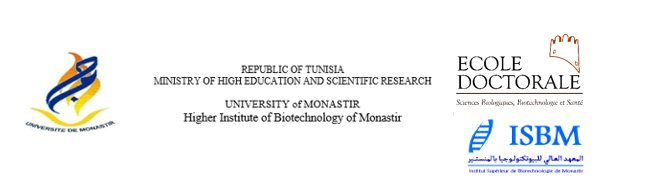 UNIVERSITE DE MONASTIR
REPUBLIC OF TUNISIA
MINISTRY OF HIGH EDUCATION AND SCIENTIFIC RESEARCH
UNIVERSITY of MONASTIR
Higher Institute of Biotechnology of Monastir
ECOLE
DOCTORALE
Sciences Biologiques, Biotechnologie et Santé
ISBM
المعهد العالي للبيوتكنولوجيا بالمنستير
Institut Supérieur de Biotechnologie de Monastir